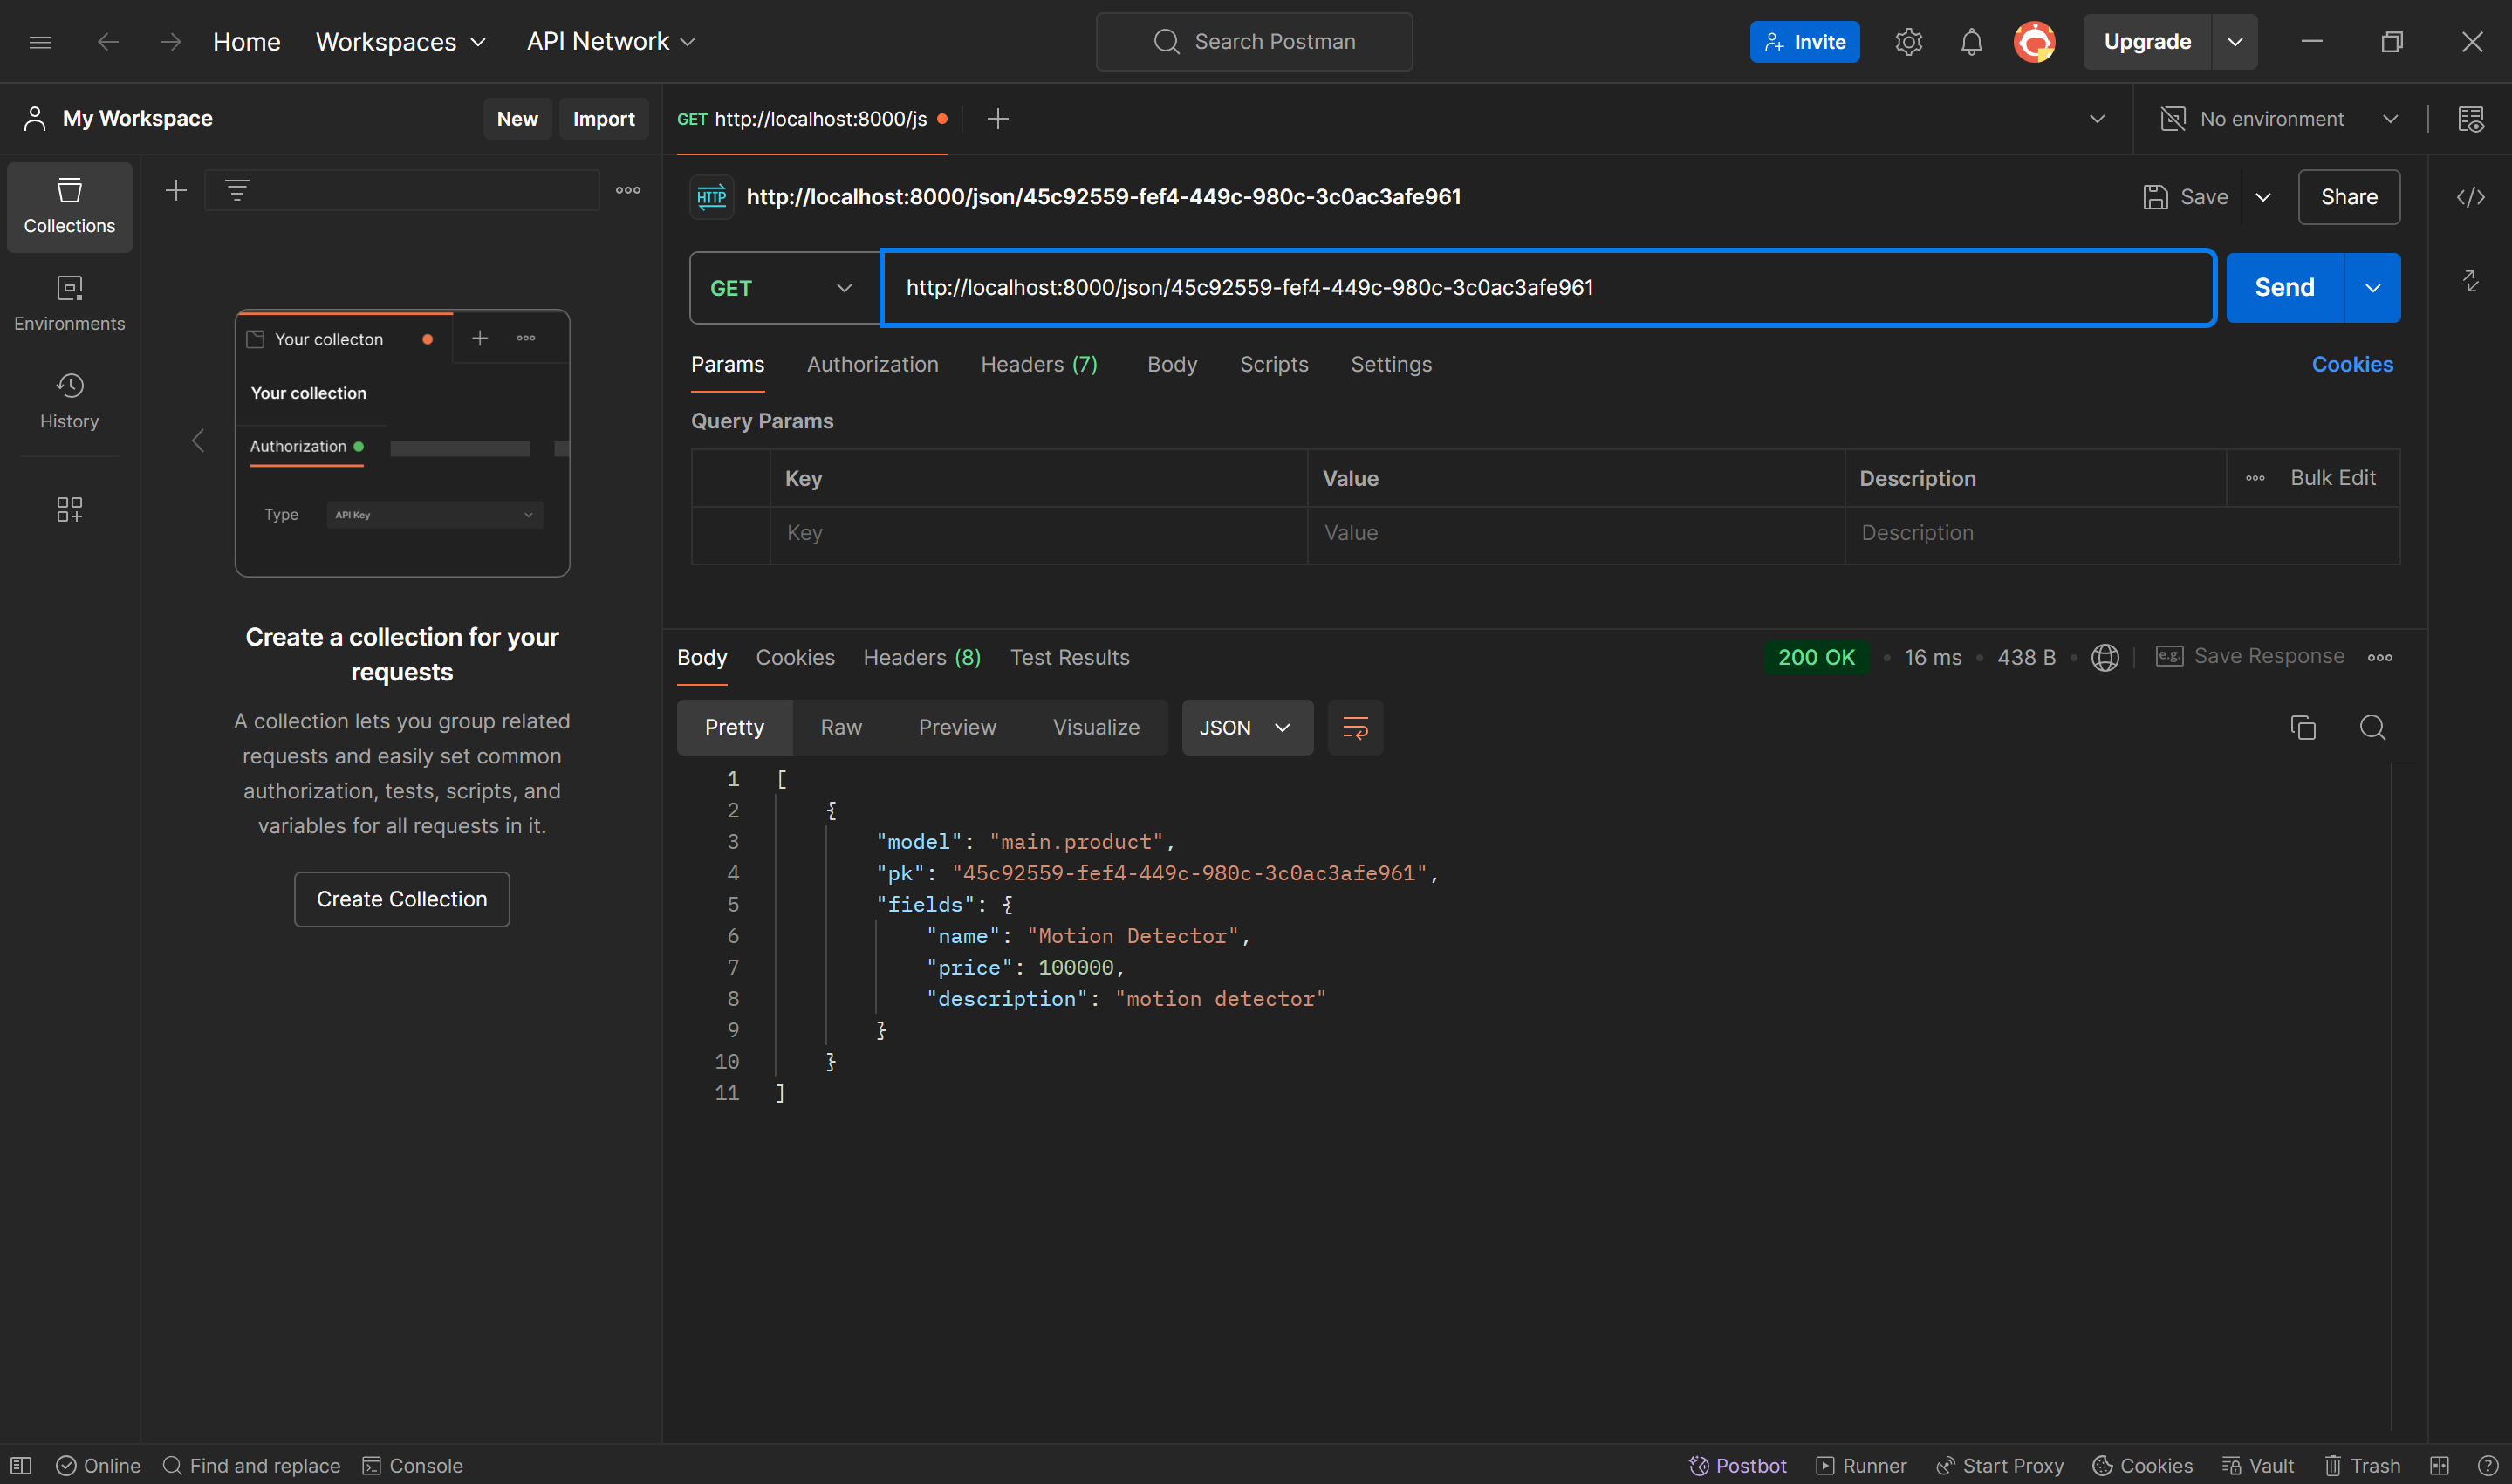 Home
Workspaces
API Network
Search Postman
Invite
Upgrade
My Workspace
New
Import
GET http://localhost:8000/js
No environment
Collections
Environments
History
Your collecton
Your collection
Authorization
Type
API Key
Create a collection for your
requests
A collection lets you group related
requests and easily set common
authorization, tests, scripts, and
variables for all requests in it.
Create Collection
HTTP
http://localhost:8000/json/45c92559-fef4-449c-980c-3c0ac3afe961
Save
Share
GET
http://localhost:8000/json/45c92559-fef4-449c-980c-3c0ac3afe961
Send
Params
Authorization
Headers (7)
Body
Scripts
Settings
Cookies
Query Params
Key
Value
Description
Bulk Edit
Key
Value
Description
Body
Cookies
Headers (8)
Test Results
200 OK
16 ms
438 B
e.g.
Save Response
Pretty
Raw
Preview
Visualize
JSON
1 [
2 {
3 "model": "main.product",
4 "pk": "45c92559-fef4-449c-980c-3c0ac3afe961",
5 "fields": {
6 "name": "Motion Detector",
7 "price": 100000,
8 "description": "motion detector"
9 }
10 }
11 ]
Online
Find and replace
Console
Postbot
Runner
Start Proxy
Cookies
Vault
Trash